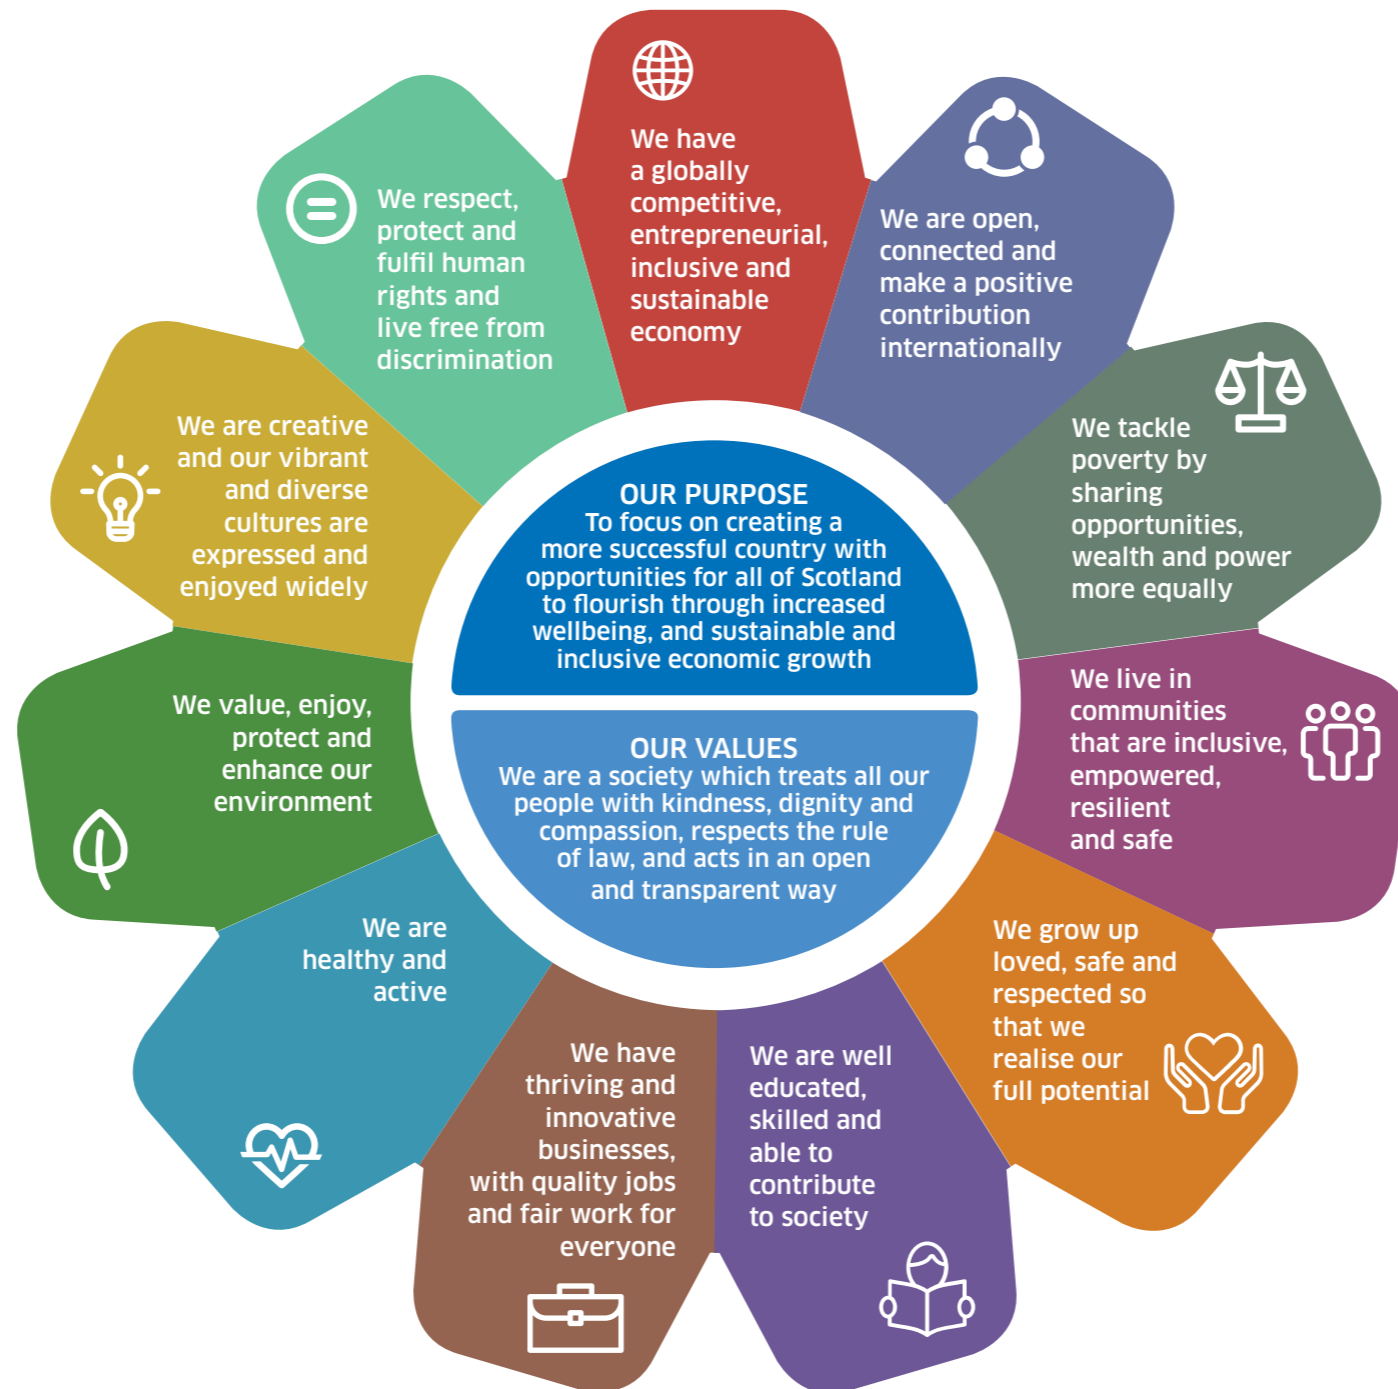 We have
a globally
competitive,
entrepreneurial,
inclusive and
sustainable
economy
We are open,
connected and
make a positive
contribution
internationally
We tackle
poverty by
sharing
opportunities,
wealth and power
more equally
We live in
communities
that are inclusive,
empowered,
resilient
and safe
We grow up
loved, safe and
respected so
that we
realise our
full potential
We are well
educated,
skilled and
able to
contribute
to society
We have
thriving and
innovative
businesses,
with quality jobs
and fair work for
everyone
We are
healthy and
active
We value, enjoy,
protect and
enhance our
environment
We are creative
and our vibrant
and diverse
cultures are
expressed and
enjoyed widely
We respect,
protect and
fulfil human
rights and
live free from
discrimination
OUR PURPOSE
To focus on creating a
more successful country with
opportunities for all of Scotland
to flourish through increased
wellbeing, and sustainable and
inclusive economic growth
OUR VALUES
We are a society which treats all our
people with kindness, dignity and
compassion, respects the rule
of law, and acts in an open
and transparent way